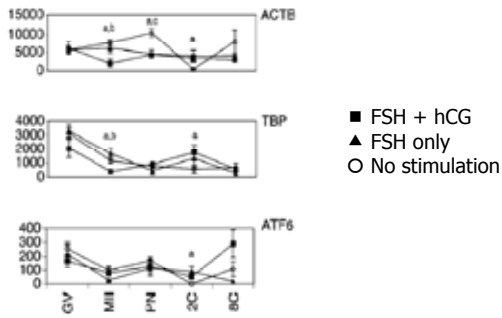 ACTB
15000
10000
5000
0
a,b
a,c
a
TBP
4000
3000
2000
1000
0
a,b
a
ATF6
400
300
200
100
0
a
GV
MII
PN
2C
8C
■ FSH + hCG
▲ FSH only
○ No stimulation